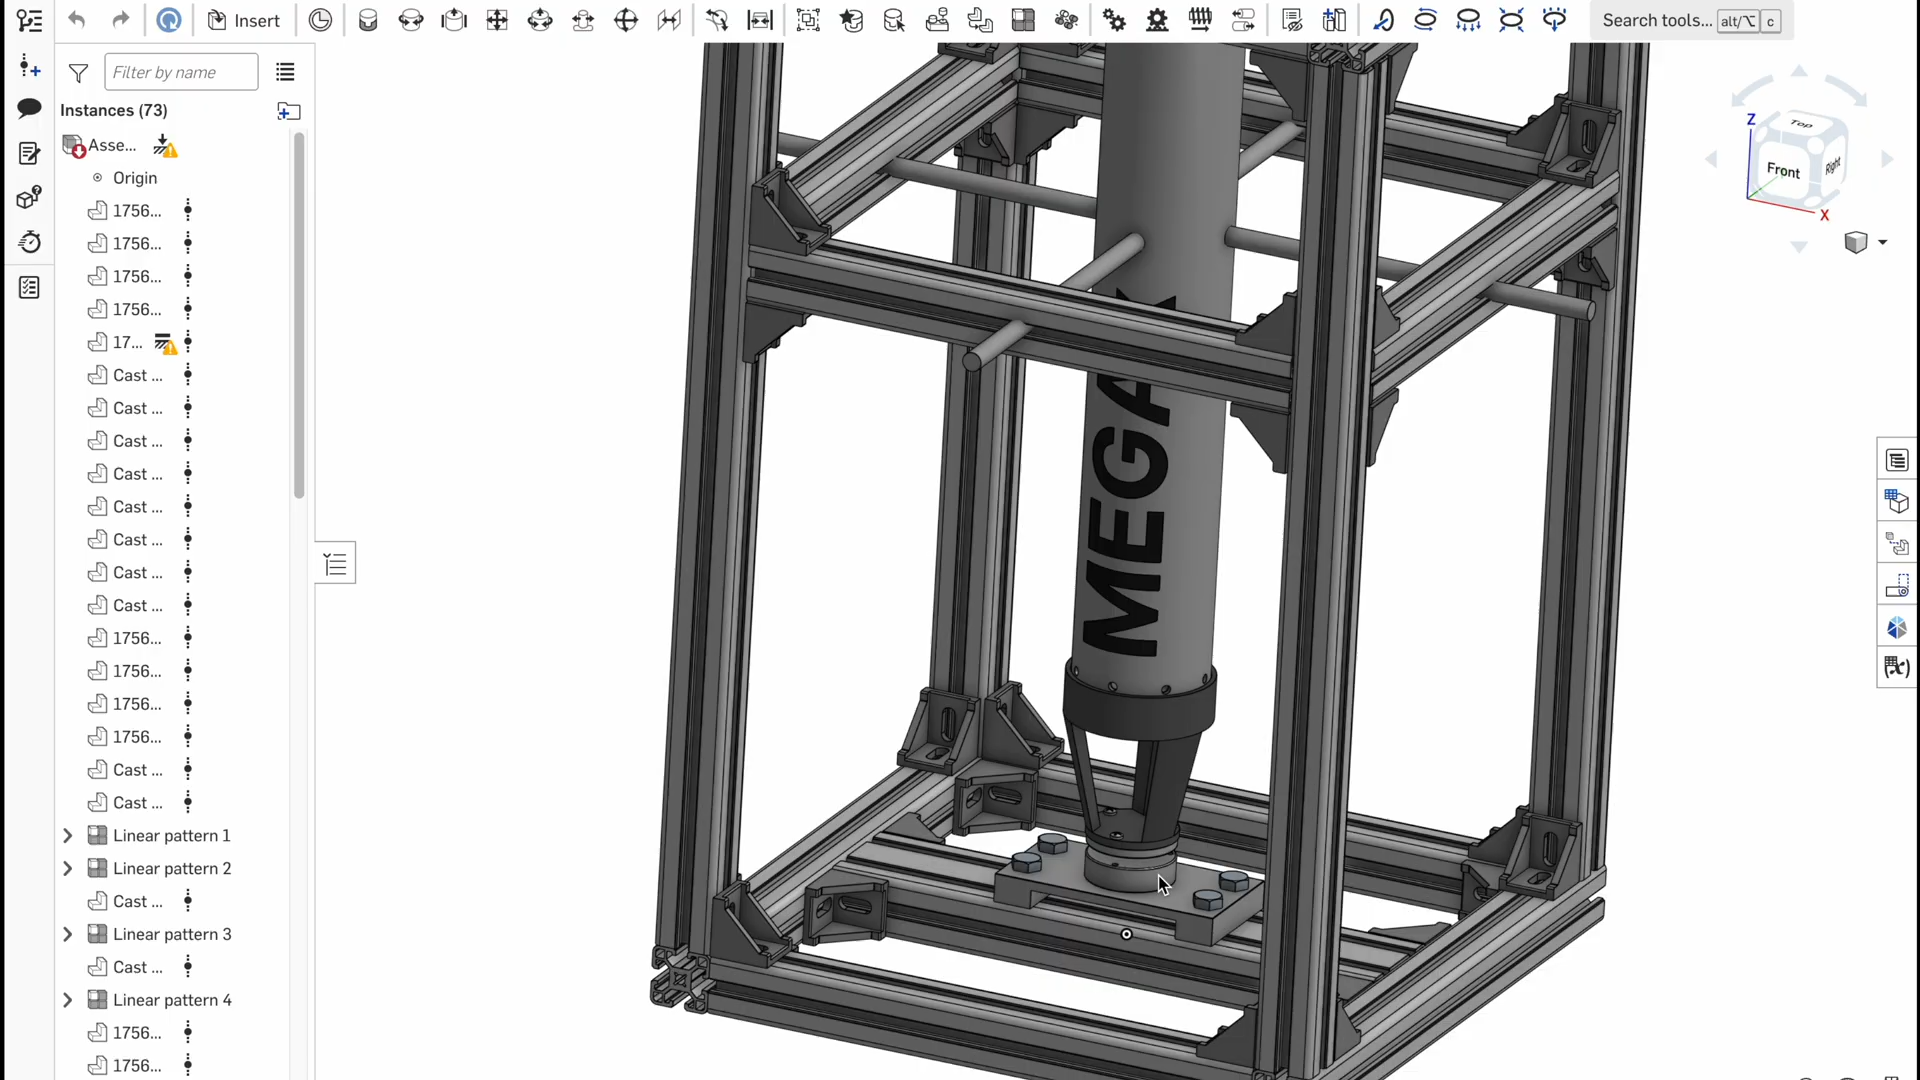 Insert
Search tools... alt/⌥ c
Filter by name
Instances (73)
Asse...
Origin
1756...
1756...
1756...
1756...
17...
Cast ...
Cast ...
Cast ...
Cast ...
Cast ...
Cast ...
Cast ...
Cast ...
1756...
1756...
1756...
1756...
Cast ...
Cast ...
Linear pattern 1
Linear pattern 2
Cast ...
Linear pattern 3
Cast ...
Linear pattern 4
1756...
1756...
MEGA
Z
Top
Front
Right
X